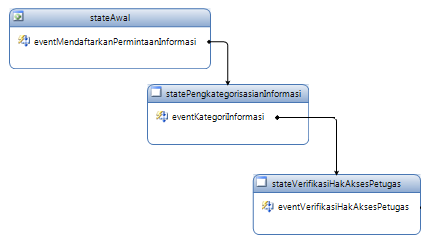 stateAwal
eventMendaftarkanPermintaanInformasi
statePengkategorisasianInformasi
eventKategoriInformasi
stateVerifikasiHakAksesPetugas
eventVerifikasiHakAksesPetugas